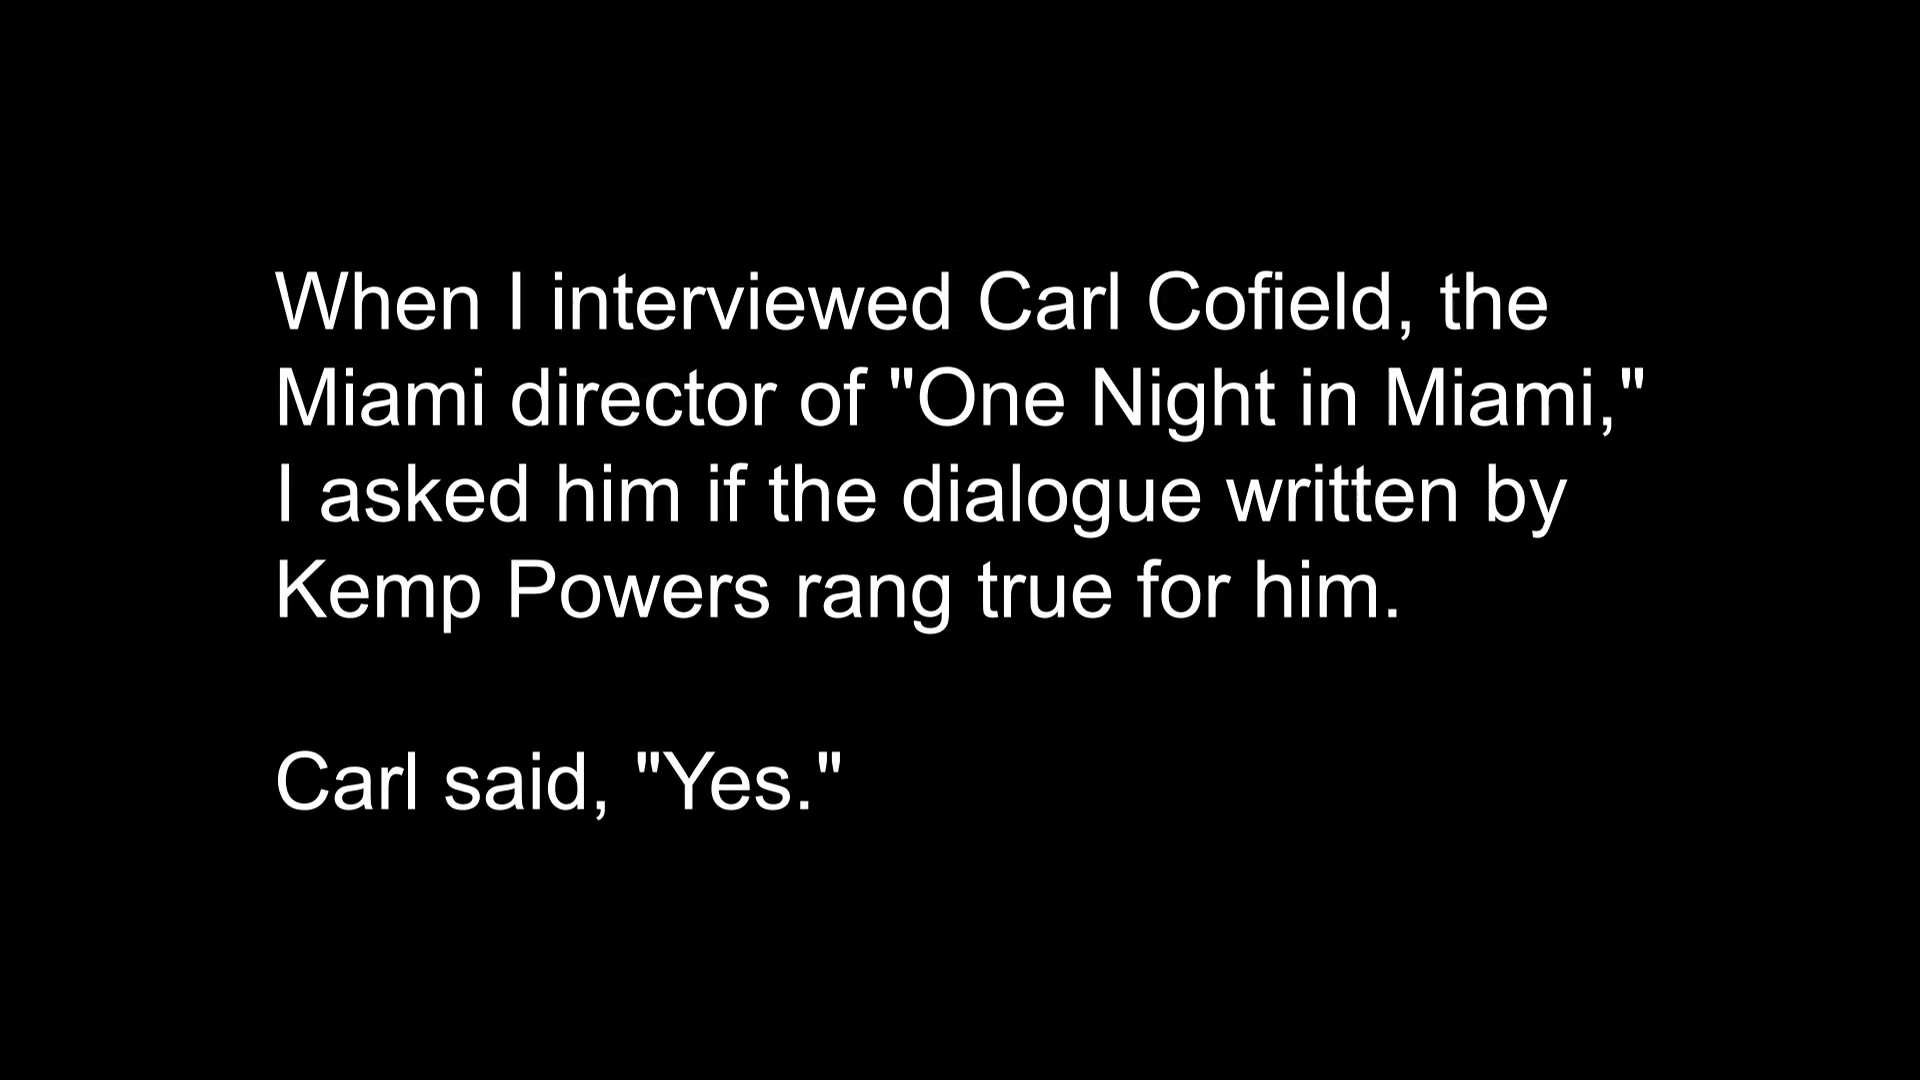 When I interviewed Carl Cofield, the
Miami director of "One Night in Miami,"
I asked him if the dialogue written by
Kemp Powers rang true for him.
Carl said, "Yes."